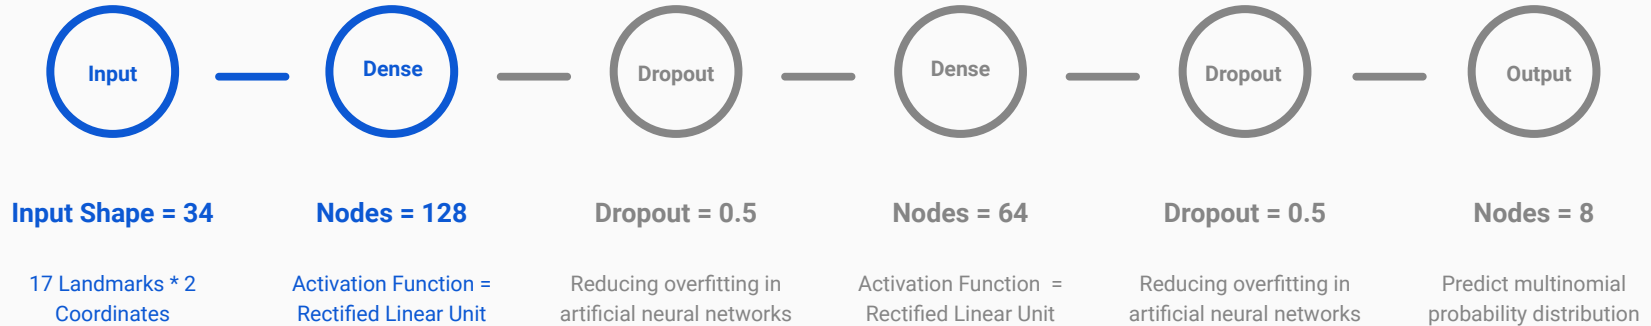 Input
Dense
Dropout
Dense
Dropout
Output
Input Shape = 34
Nodes = 128
Dropout = 0.5
Nodes = 64
Dropout = 0.5
Nodes = 8
17 Landmarks * 2
Coordinates
Activation Function =
Rectified Linear Unit
Reducing overfitting in
artificial neural networks
Activation Function =
Rectified Linear Unit
Reducing overfitting in
artificial neural networks
Predict multinomial
probability distribution